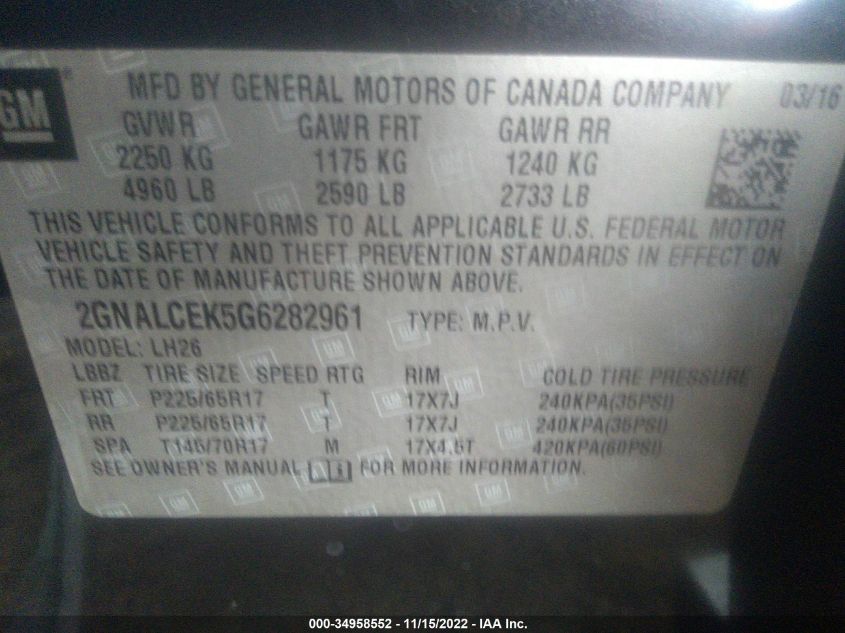 GM
MFD BY GENERAL MOTORS OF CANADA COMPANY 03/16
GVWR GAWR FRT GAWR RR
2250 KG 1175 KG 1240 KG
4960 LB 2590 LB 2733 LB
THIS VEHICLE CONFORMS TO ALL APPLICABLE U.S. FEDERAL MOTOR
VEHICLE SAFETY AND THEFT PREVENTION STANDARDS IN EFFECT ON
THE DATE OF MANUFACTURE SHOWN ABOVE.
2GNALCEK5G6282961 TYPE: M.P.V.
MODEL: LH26
LBBZ TIRE SIZE SPEED RTG RIM COLD TIRE PRESSURE
FRT P225/65R17 T 17X7J 240KPA(35PSI)
RR P225/65R17 T 17X7J 240KPA(35PSI)
SPA T145/70R17 M 17X4.5T 420KPA(60PSI)
SEE OWNER'S MANUAL FOR MORE INFORMATION.
000-34958552 - 11/15/2022 - IAA Inc.